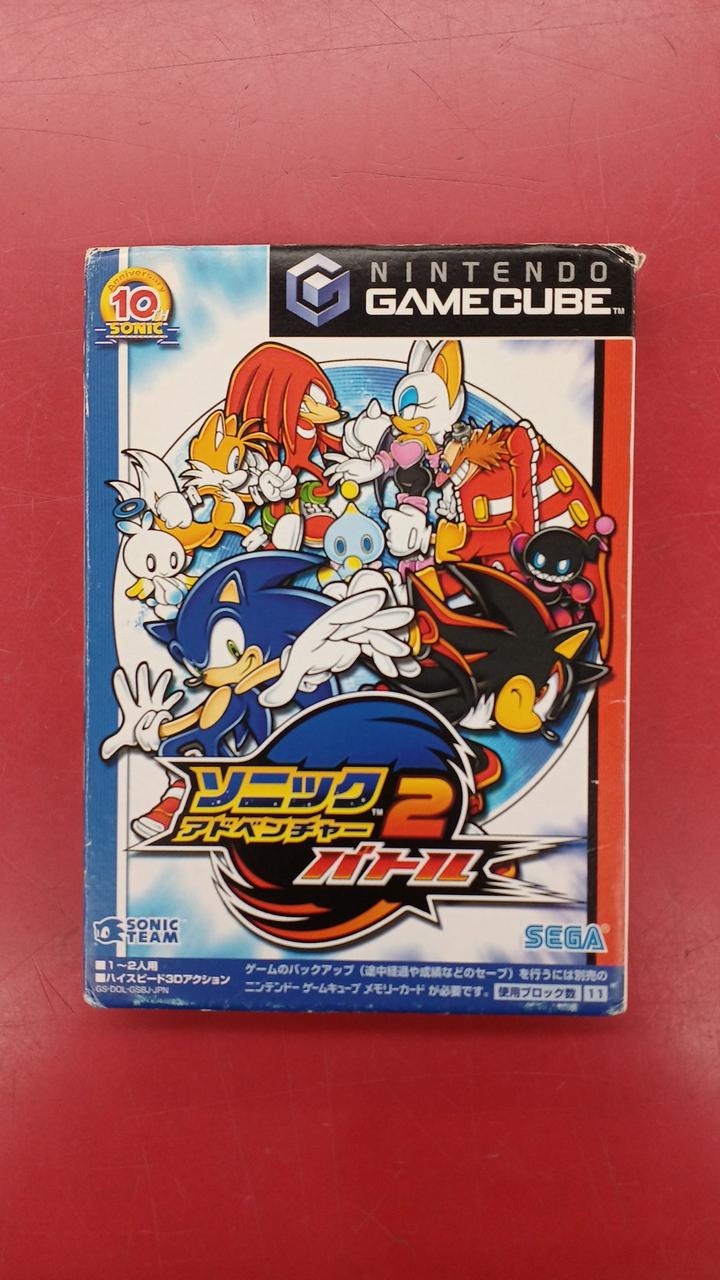 Anniversary
10TH
SONIC
NINTENDO
GAMECUBE™
ソニック™
アドベンチャー2
バトル
SONIC
TEAM
SEGA®
■1〜2人用
■ハイスピード3Dアクション
GS-DOL-GSBJ-JPN
ゲームのバックアップ（途中経過や成績などのセーブ）を行うには別売の
ニンテンドーゲームキューブ メモリーカード が必要です。 使用ブロック数 11